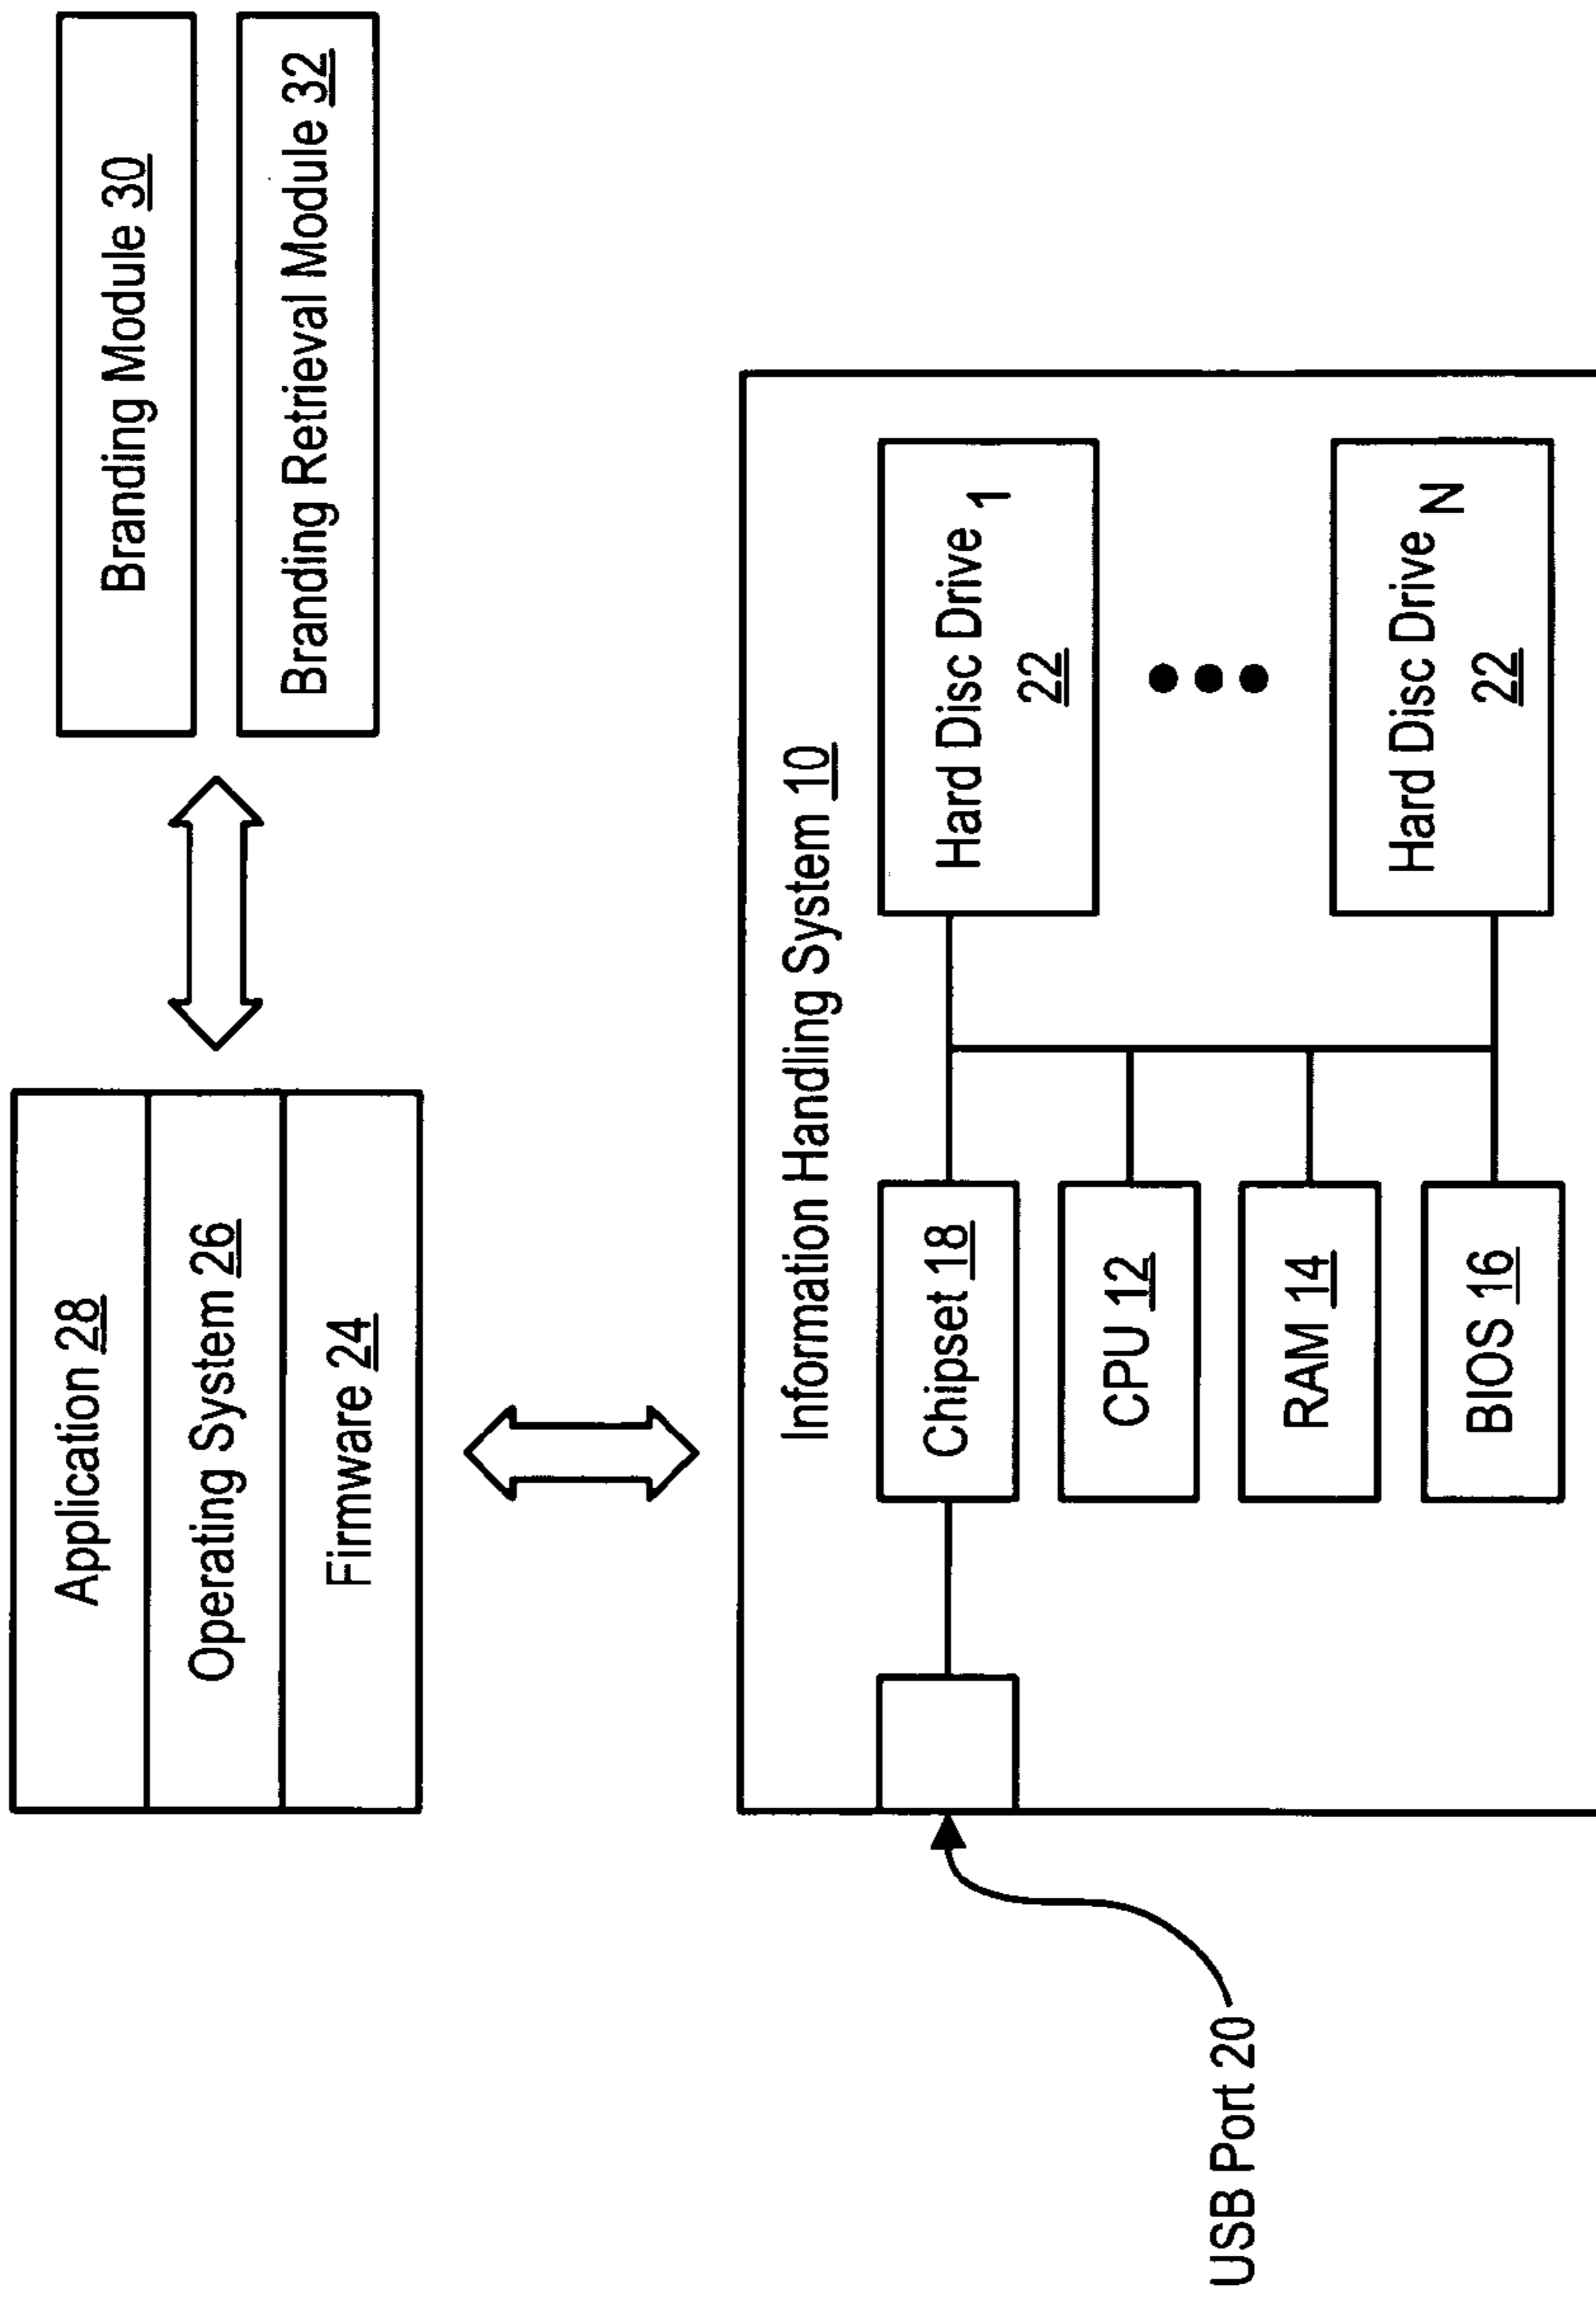 Application 28
Operating System 26
Firmware 24
Branding Module 30
Branding Retrieval Module 32
Information Handling System 10
Chipset 18
CPU 12
RAM 14
BIOS 16
Hard Disc Drive 1
22
Hard Disc Drive N
22
USB Port 20